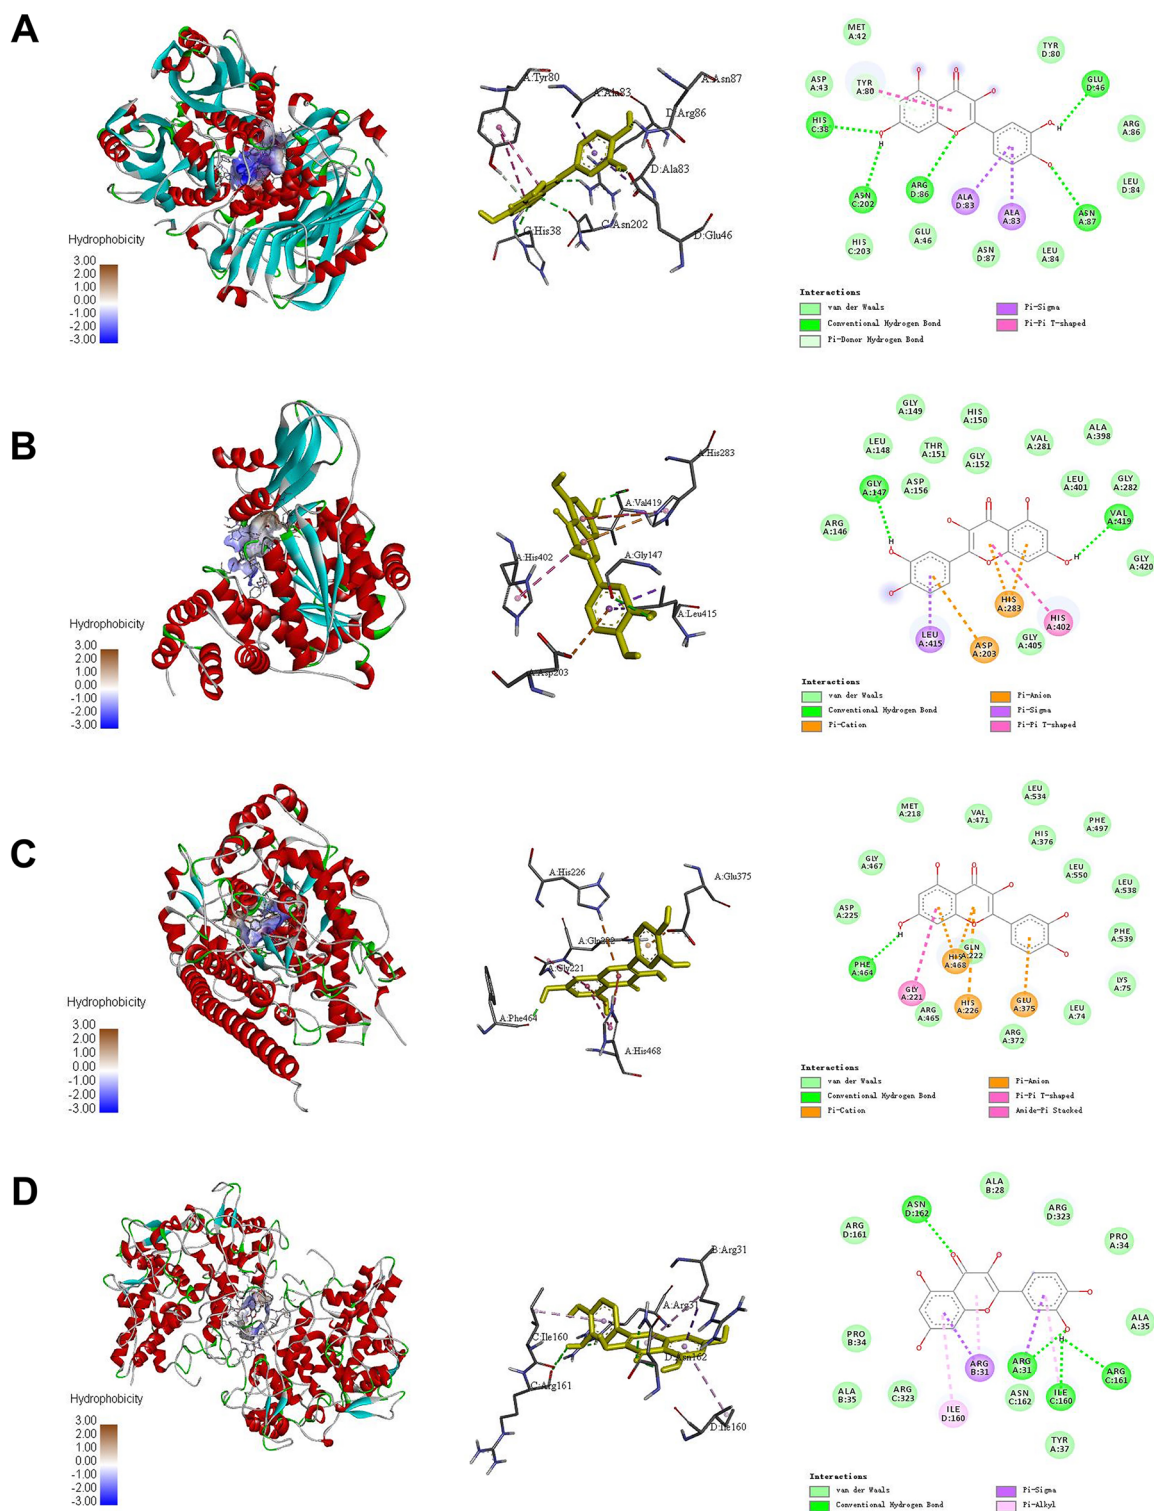 A
Hydrophobicity
3.00
2.00
1.00
0.00
-1.00
-2.00
-3.00
A:Tyr80
A:Ala83
A:Asn87
D:Arg86
D:Ala83
C:His38
C:Asn202
D:Glu46
MET
A:42
TYR
D:80
ASP
A:43
TYR
A:80
GLU
D:46
HIS
C:38
ARG
A:86
ASN
C:202
ARG
D:86
ALA
D:83
ALA
A:83
LEU
D:84
ASN
A:87
HIS
C:203
GLU
A:46
ASN
D:87
LEU
A:84
O
H
Interactions
van der Waals
Conventional Hydrogen Bond
Pi-Donor Hydrogen Bond
Pi-Sigma
Pi-Pi T-shaped
B
Hydrophobicity
3.00
2.00
1.00
0.00
-1.00
-2.00
-3.00
A:His283
A:Val419
A:His402
A:Gly147
A:Leu415
A:Asp203
GLY
A:149
HIS
A:150
LEU
A:148
THR
A:151
GLY
A:152
VAL
A:281
ALA
A:398
GLY
A:147
ASP
A:156
LEU
A:401
GLY
A:282
VAL
A:419
ARG
A:146
GLY
A:420
HIS
A:283
HIS
A:402
LEU
A:415
ASP
A:203
GLY
A:405
Interactions
van der Waals
Conventional Hydrogen Bond
Pi-Cation
Pi-Anion
Pi-Sigma
Pi-Pi T-shaped
C
Hydrophobicity
3.00
2.00
1.00
0.00
-1.00
-2.00
-3.00
A:His226
A:Glu375
A:Gln222
A:Gly221
A:Phe464
A:His468
MET
A:218
VAL
A:471
LEU
A:534
HIS
A:376
PHE
A:497
GLY
A:467
LEU
A:550
LEU
A:538
ASP
A:225
PHE
A:539
PHE
A:464
GLN
A:222
HIS
A:468
GLY
A:221
HIS
A:226
GLU
A:375
LYS
A:75
ARG
A:465
LEU
A:74
ARG
A:372
Interactions
van der Waals
Conventional Hydrogen Bond
Pi-Cation
Pi-Anion
Pi-Pi T-shaped
Amide-Pi Stacked
D
Hydrophobicity
3.00
2.00
1.00
0.00
-1.00
-2.00
-3.00
B:Arg31
A:Arg31
C:Ile160
D:Asn162
C:Arg161
D:Ile160
ALA
B:28
ASN
D:162
ARG
D:323
ARG
D:161
PRO
A:34
PRO
B:34
ALA
A:35
ARG
B:31
ARG
A:31
ARG
C:161
ALA
B:35
ARG
C:323
ASN
C:162
ILE
C:160
ILE
D:160
TYR
A:37
Interactions
van der Waals
Conventional Hydrogen Bond
Pi-Sigma
Pi-Alkyl